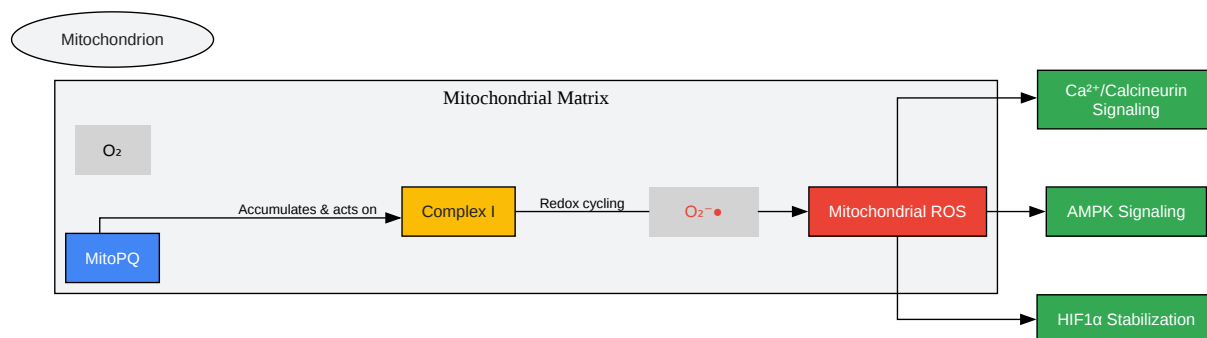 Mitochondrion
Mitochondrial Matrix
Ca²⁺/Calcineurin
Signaling
O₂
Accumulates & acts on
Complex I
Redox cycling
O₂⁻●
Mitochondrial ROS
AMPK Signaling
MitoPQ
HIF1α Stabilization